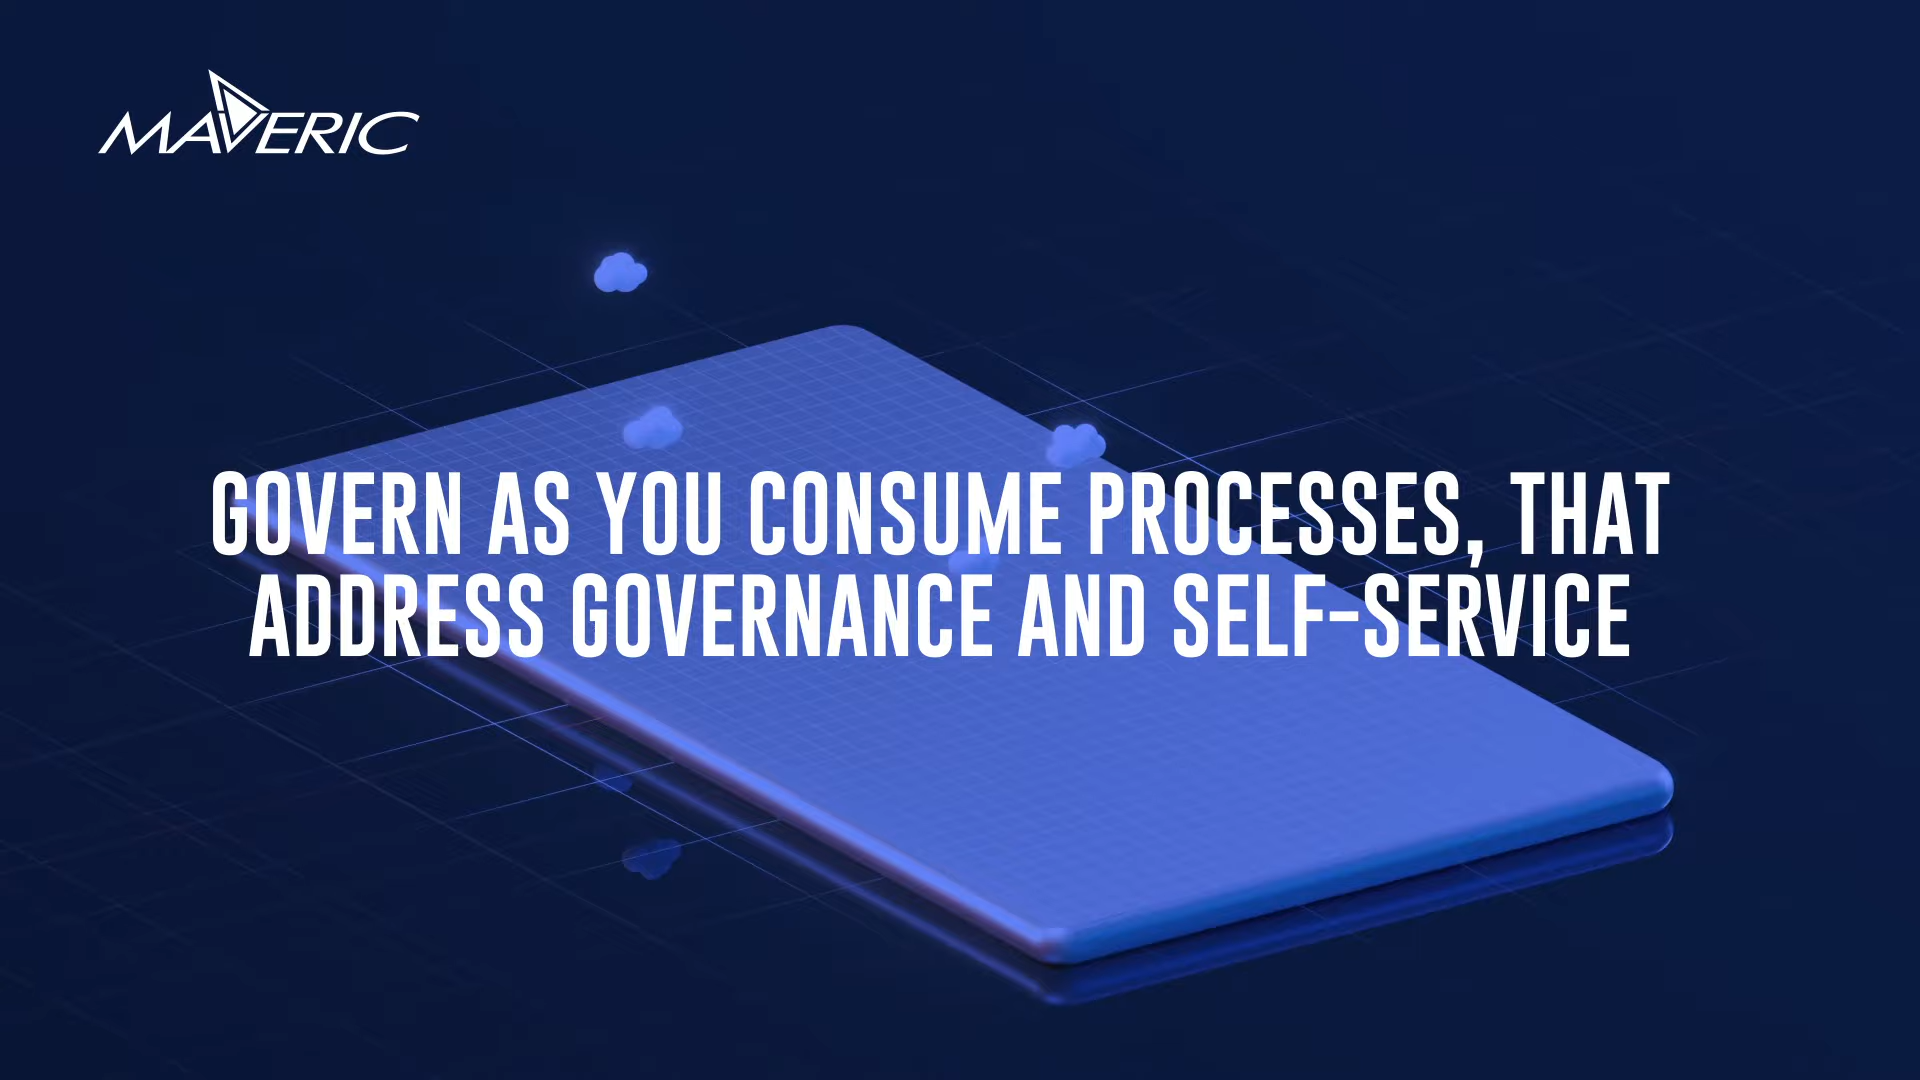 MAVERIC
GOVERN AS YOU CONSUME PROCESSES, THAT
ADDRESS GOVERNANCE AND SELF-SERVICE